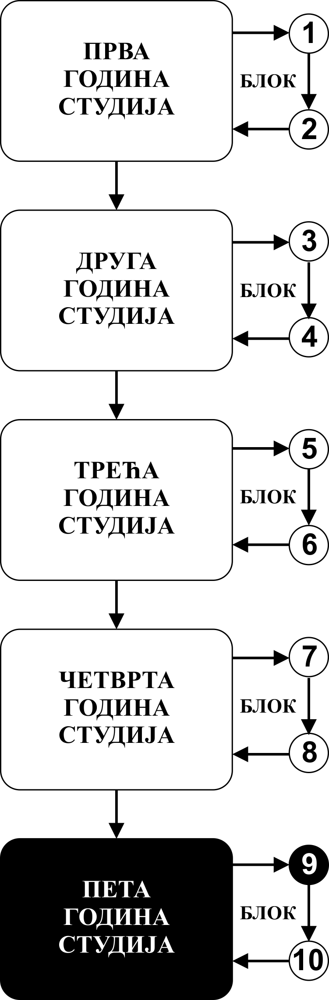 ПРВА
ГОДИНА
СТУДИЈА
1
БЛОК
2
ДРУГА
ГОДИНА
СТУДИЈА
3
БЛОК
4
ТРЕЋА
ГОДИНА
СТУДИЈА
5
БЛОК
6
ЧЕТВРТА
ГОДИНА
СТУДИЈА
7
БЛОК
8
ПЕТА
ГОДИНА
СТУДИЈА
9
БЛОК
10